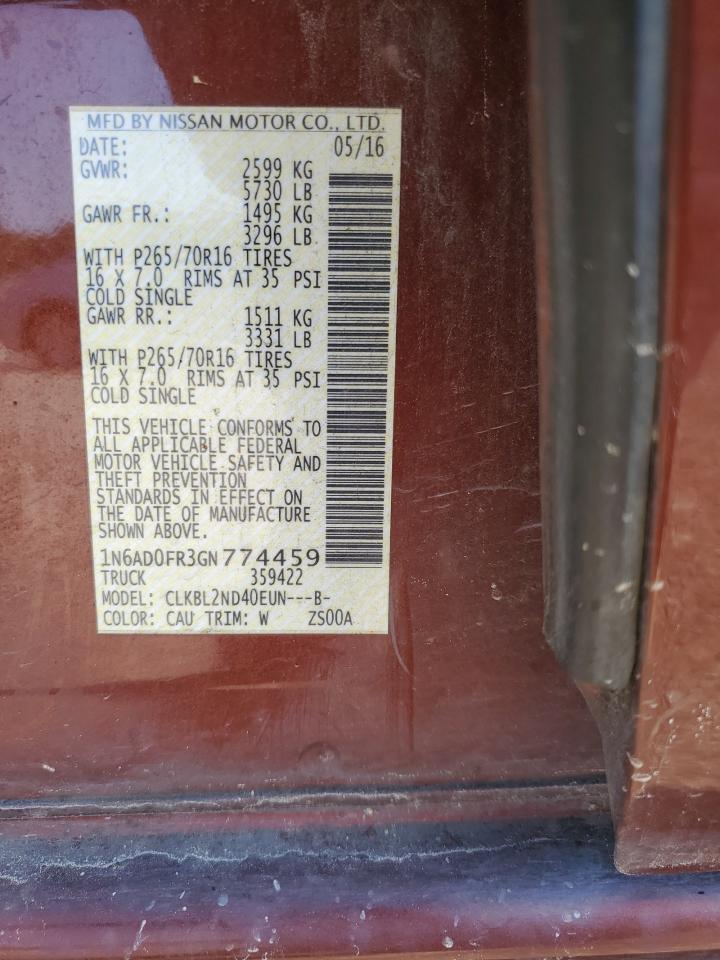 MFD BY NISSAN MOTOR CO., LTD.
DATE: 05/16
GVWR: 2599 KG
5730 LB
GAWR FR.: 1495 KG
3296 LB
WITH P265/70R16 TIRES
16 X 7.0 RIMS AT 35 PSI
COLD SINGLE
GAWR RR.: 1511 KG
3331 LB
WITH P265/70R16 TIRES
16 X 7.0 RIMS AT 35 PSI
COLD SINGLE
THIS VEHICLE CONFORMS TO
ALL APPLICABLE FEDERAL
MOTOR VEHICLE SAFETY AND
THEFT PREVENTION
STANDARDS IN EFFECT ON
THE DATE OF MANUFACTURE
SHOWN ABOVE.
1N6AD0FR3GN774459
TRUCK 359422
MODEL: CLKBL2ND40EUN---B-
COLOR: CAU TRIM: W ZS00A